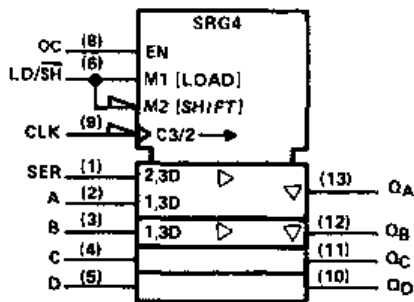 SRG4
OC (8) EN
LD/SH (6) M1 [LOAD]
M2 [SHIFT]
CLK (9) C3/2
SER (1) 2,3D
A (2) 1,3D (13) QA
B (3) 1,3D (12) QB
C (4) (11) QC
D (5) (10) QD